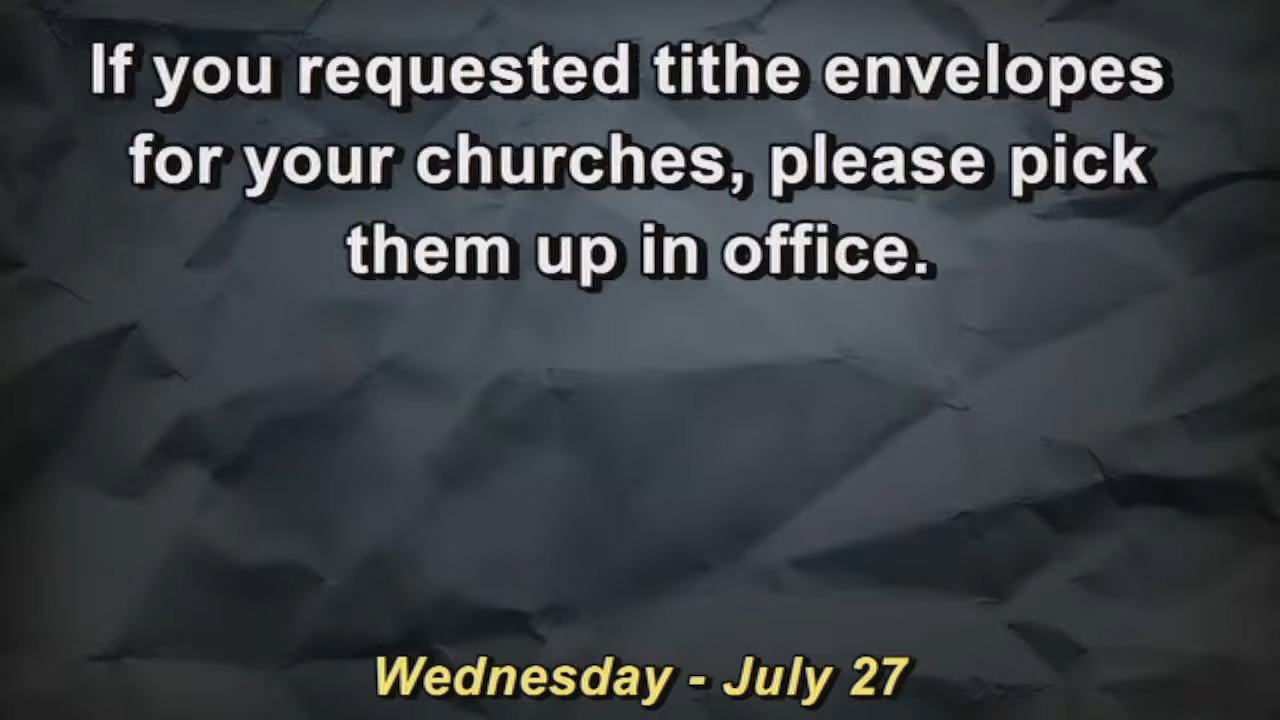 If you requested tithe envelopes
for your churches, please pick
them up in office.
Wednesday - July 27